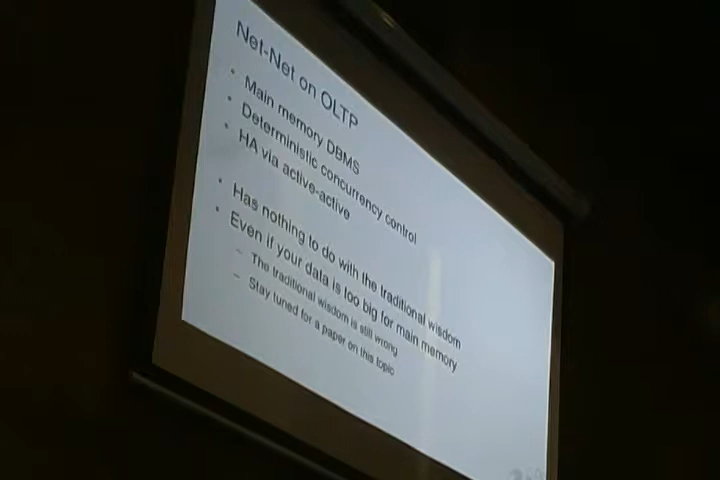 Net-Net on OLTP
• Main memory DBMS
• Deterministic concurrency control
• HA via active-active
• Has nothing to do with the traditional wisdom
• Even if your data is too big for main memory
– The traditional wisdom is still wrong
– Stay tuned for a paper on this topic